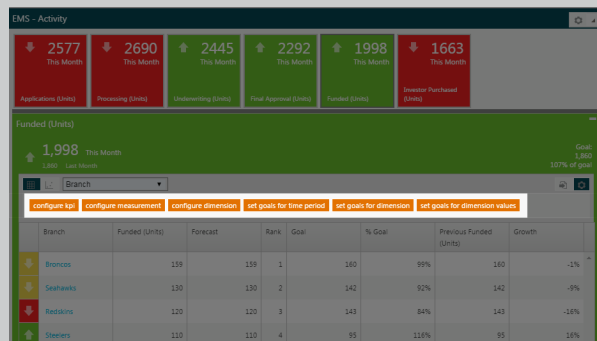 EMS - Activity
2577 2690 2445 2292 1998 1663
This Month This Month This Month This Month This Month This Month
Applications (Units) Processing (Units) Underwriting (Units) Final Approval (Units) Funded (Units) Investor Purchased
(Units)
Funded (Units)
1,998 This Month
1,860 Last Month
Goal:
1,860
107% of goal
Branch
configure kpi configure measurement configure dimension set goals for time period set goals for dimension set goals for dimension values
Branch Funded (Units) Forecast Rank Goal % Goal Previous Funded Growth
(Units)
Broncos 159 159 1 160 99% 160 -1%
Seahawks 130 130 2 142 92% 142 -9%
Redskins 120 120 3 143 84% 143 -16%
Steelers 110 110 4 95 116% 95 16%